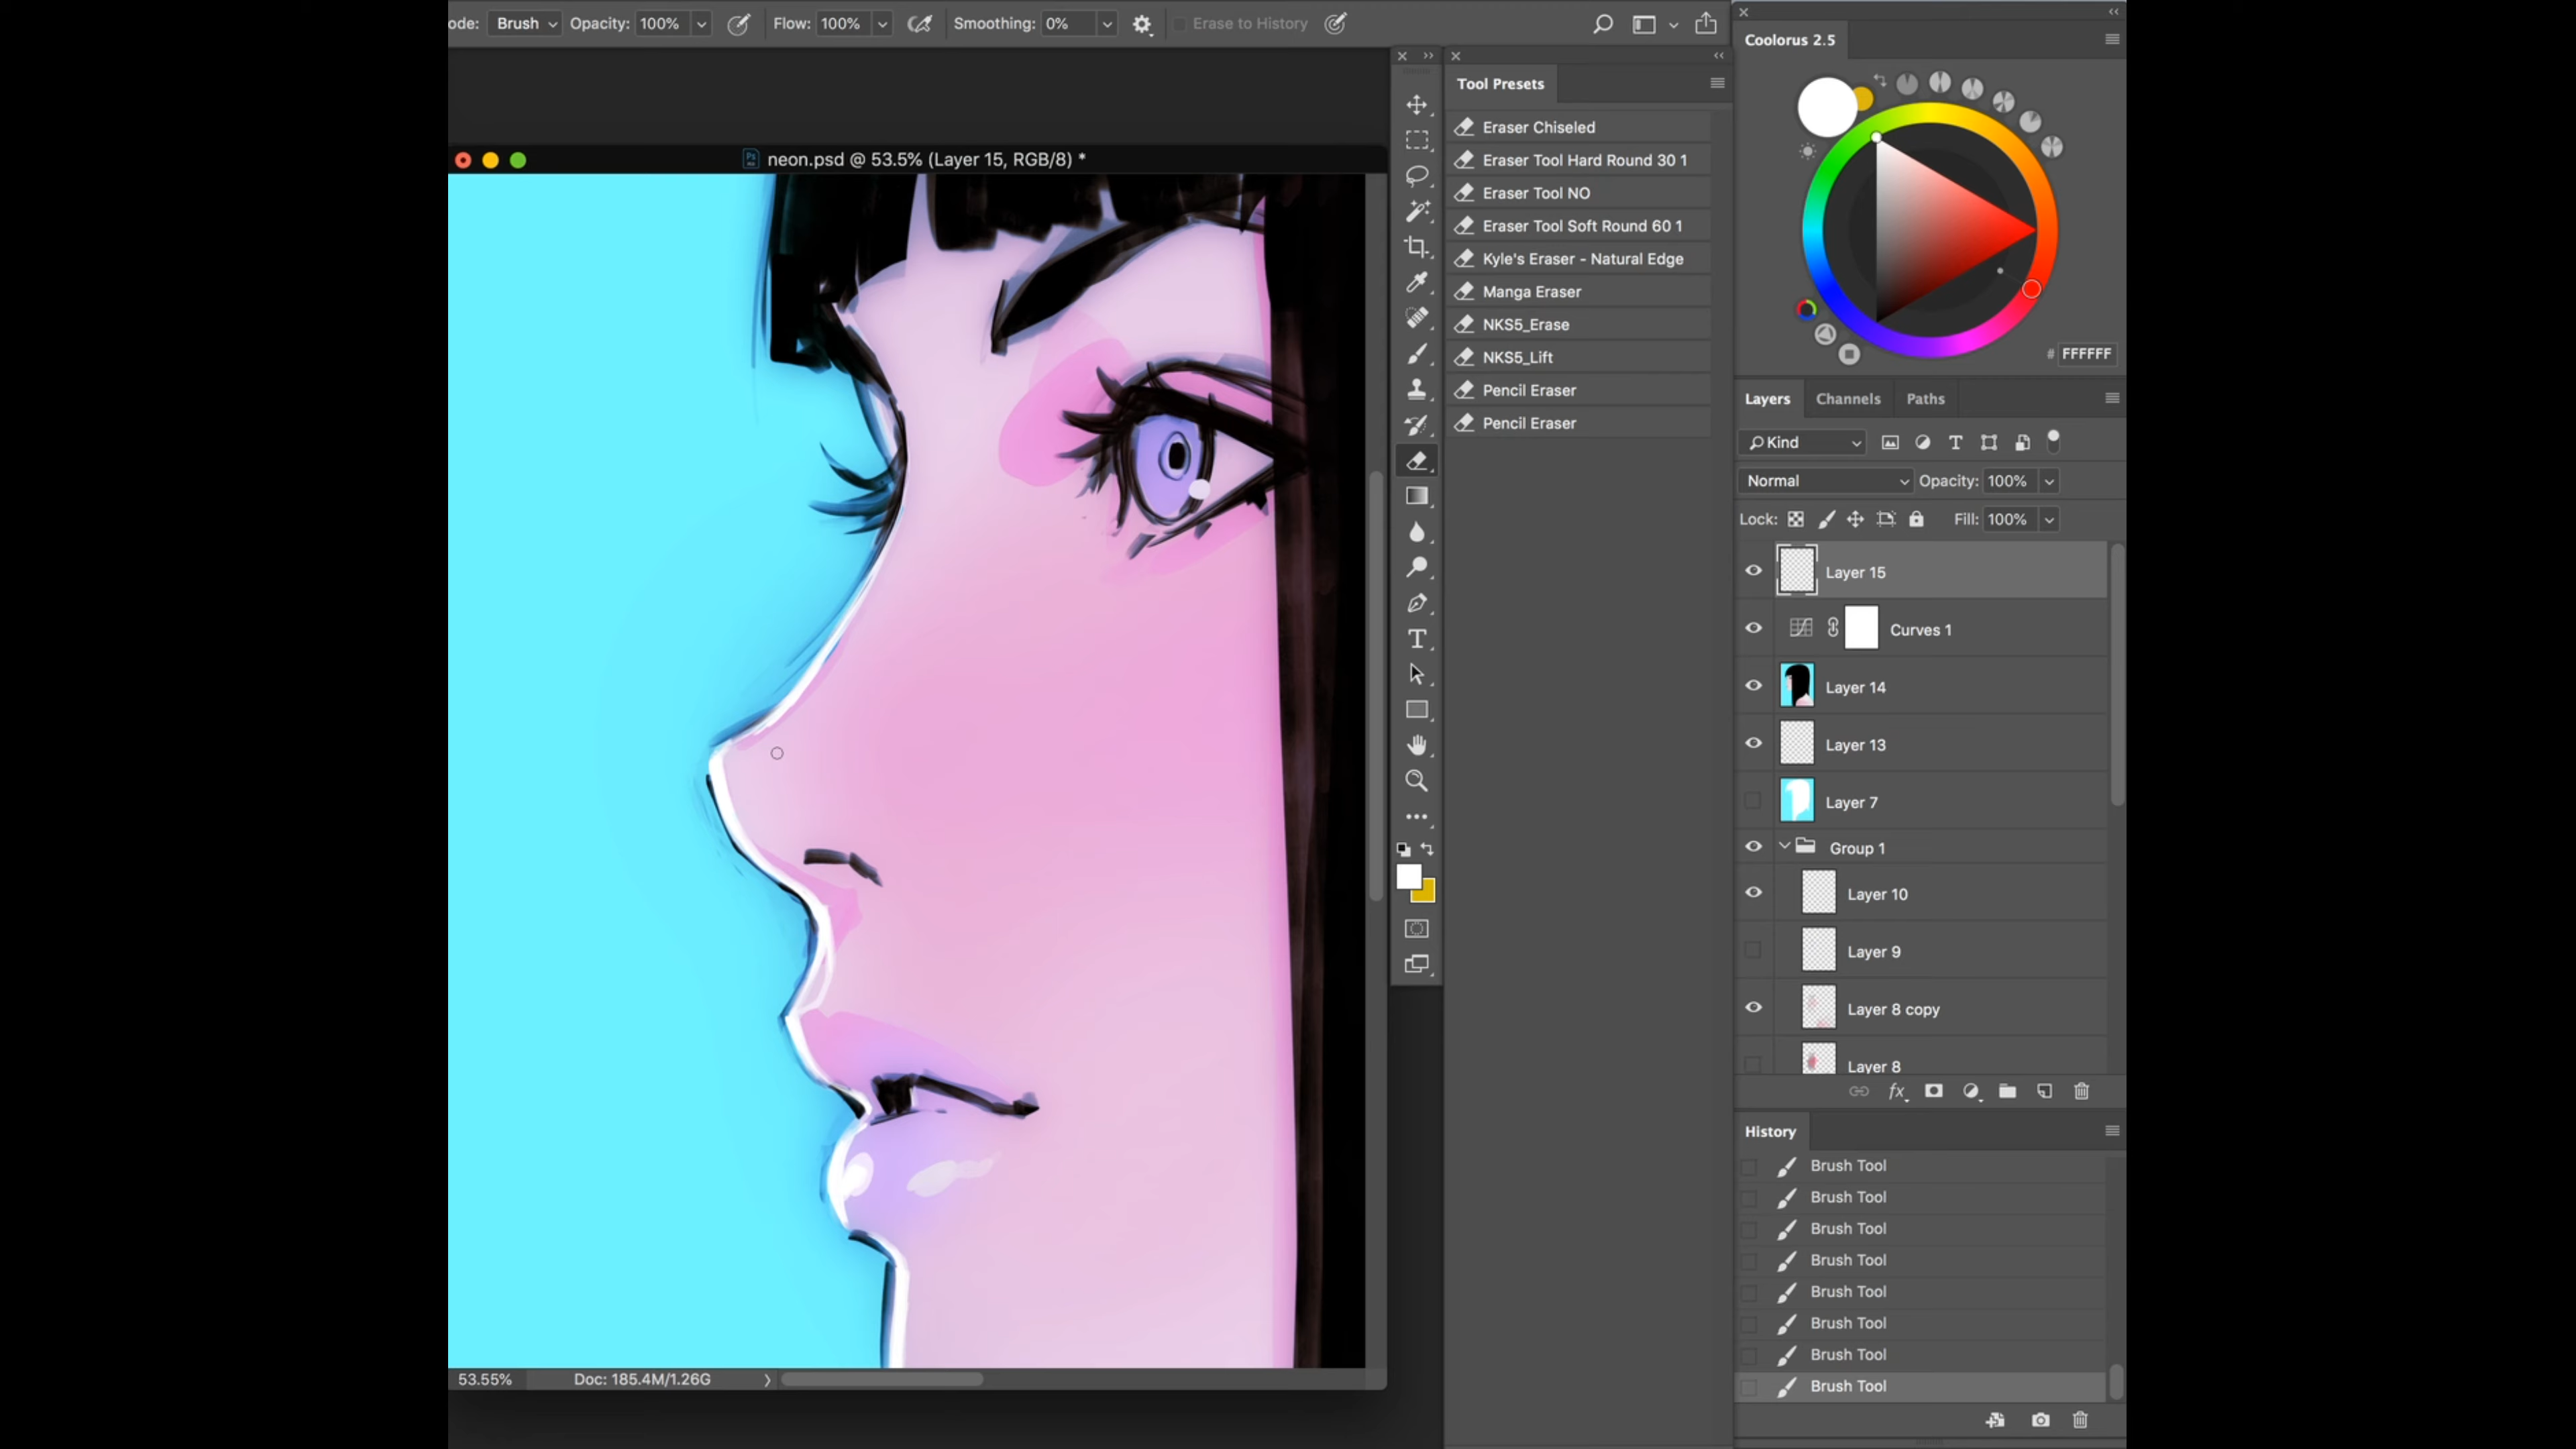 ode: Brush Opacity: 100% Flow: 100% Smoothing: 0% Erase to History
neon.psd @ 53.5% (Layer 15, RGB/8) *
Tool Presets
Eraser Chiseled
Eraser Tool Hard Round 30 1
Eraser Tool NO
Eraser Tool Soft Round 60 1
Kyle's Eraser - Natural Edge
Manga Eraser
NKS5_Erase
NKS5_Lift
Pencil Eraser
Pencil Eraser
Coolorus 2.5
# FFFFFF
Layers Channels Paths
Kind
Normal Opacity: 100%
Lock: Fill: 100%
Layer 15
Curves 1
Layer 14
Layer 13
Layer 7
Group 1
Layer 10
Layer 9
Layer 8 copy
Layer 8
fx
History
Brush Tool
Brush Tool
Brush Tool
Brush Tool
Brush Tool
Brush Tool
Brush Tool
Brush Tool
53.55% Doc: 185.4M/1.26G